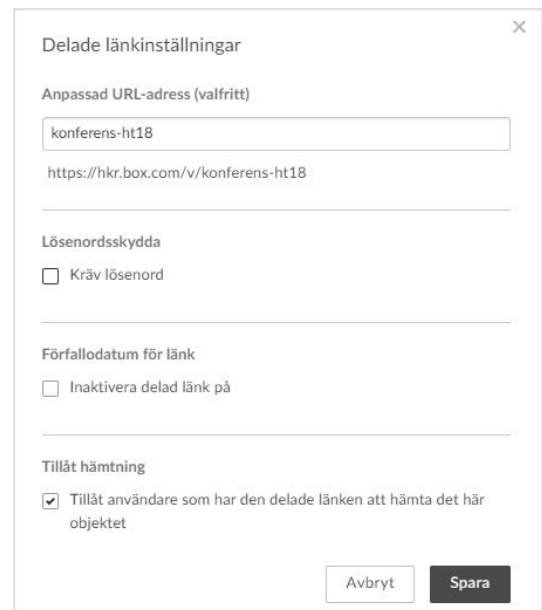 Delade länkinställningar
Anpassad URL-adress (valfritt)
konferens-ht18
https://hkr.box.com/v/konferens-ht18
Lösenordsskydda
Kräv lösenord
Förfallodatum för länk
Inaktivera delad länk på
Tillåt hämtning
Tillåt användare som har den delade länken att hämta det här
objektet
Avbryt Spara